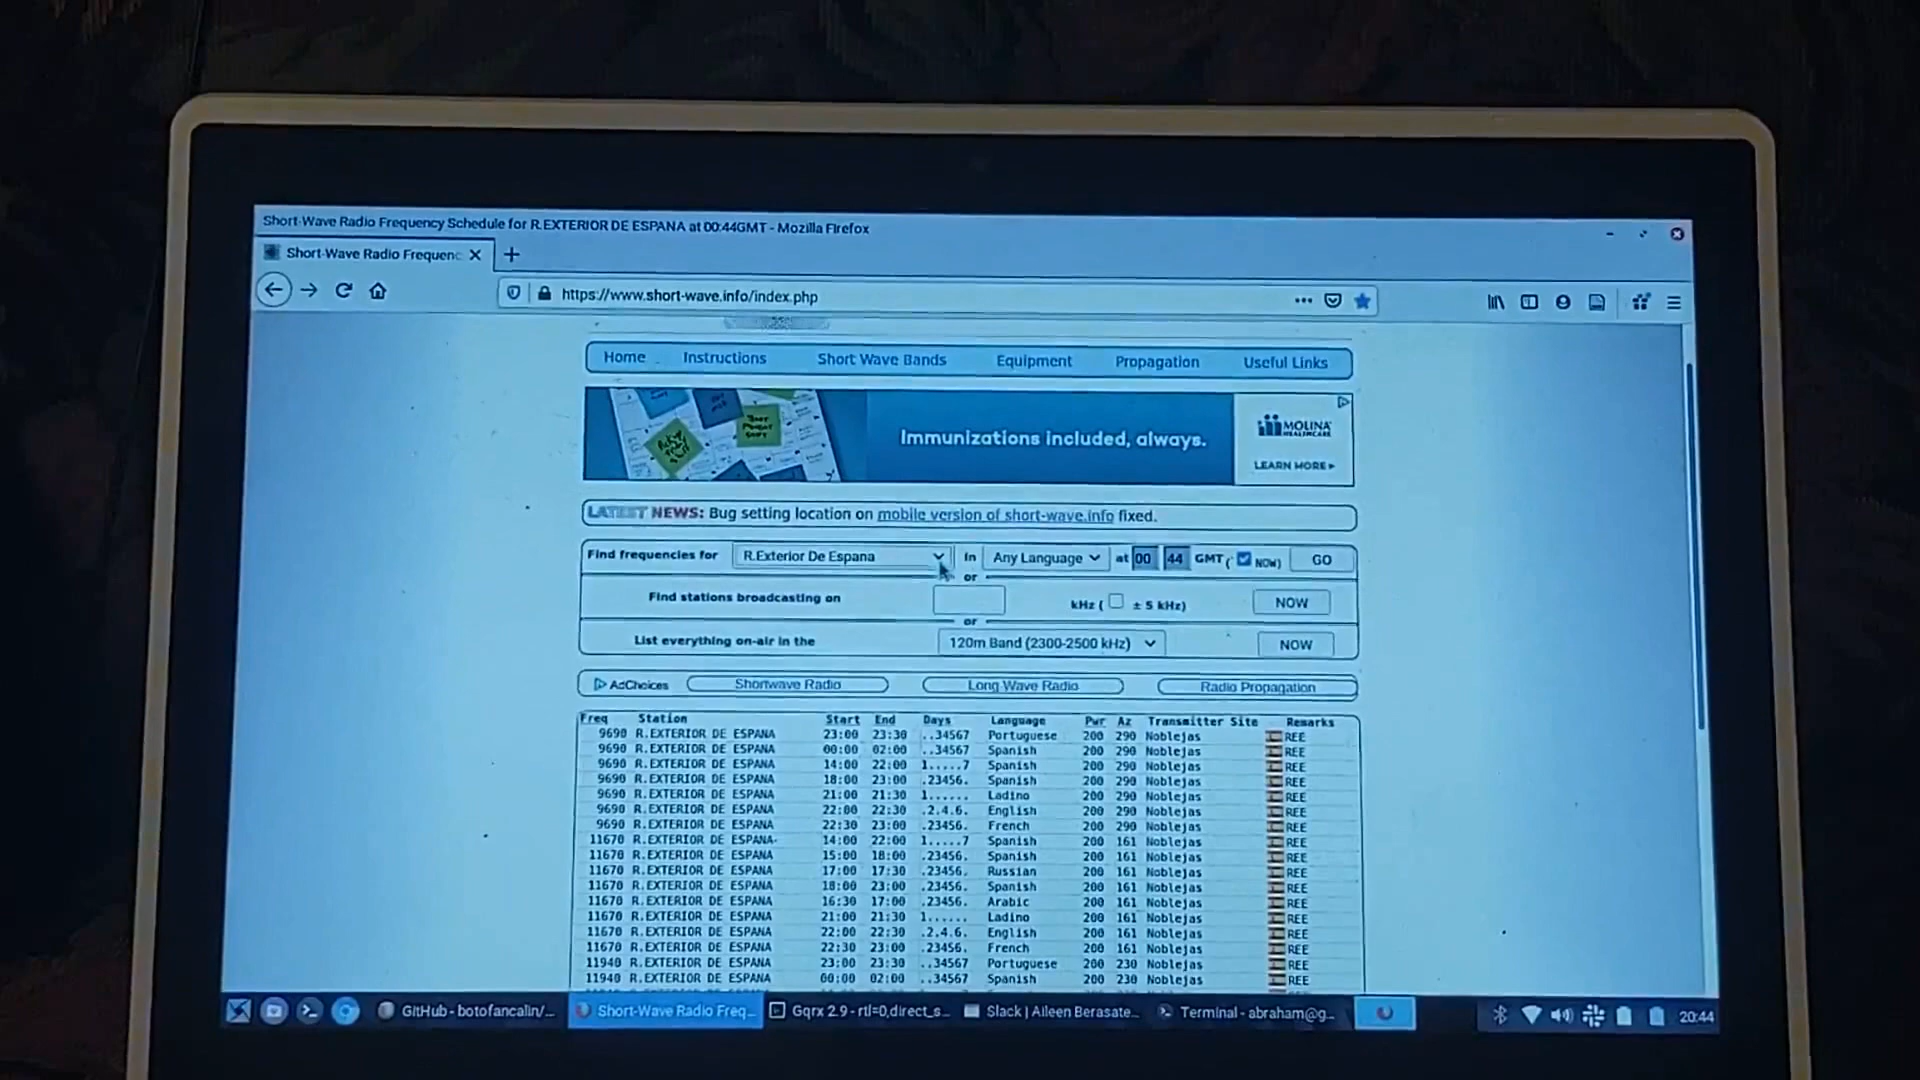 Short-Wave Radio Frequency Schedule for R.EXTERIOR DE ESPANA at 00:44GMT - Mozilla Firefox
Short-Wave Radio Frequenc
https://www.short-wave.info/index.php
Home Instructions Short Wave Bands Equipment Propagation Useful Links
Immunizations included, always.
MOLINA HEALTHCARE
LEARN MORE
LATEST NEWS: Bug setting location on mobile version of short-wave.info fixed.
Find frequencies for R.Exterior De Espana in Any Language at 00 44 GMT ( NOW) GO
or
Find stations broadcasting on kHz ( ± 5 kHz) NOW
or
List everything on-air in the 120m Band (2300-2500 kHz) NOW
AdChoices Shortwave Radio Long Wave Radio Radio Propagation
Freq Station Start End Days Language Pwr Az Transmitter Site Remarks
9690 R.EXTERIOR DE ESPANA 23:00 23:30 ..34567 Portuguese 200 290 Noblejas REE
9690 R.EXTERIOR DE ESPANA 00:00 02:00 ..34567 Spanish 200 290 Noblejas REE
9690 R.EXTERIOR DE ESPANA 14:00 22:00 1.....7 Spanish 200 290 Noblejas REE
9690 R.EXTERIOR DE ESPANA 18:00 23:00 .23456. Spanish 200 290 Noblejas REE
9690 R.EXTERIOR DE ESPANA 21:00 21:30 1...... Ladino 200 290 Noblejas REE
9690 R.EXTERIOR DE ESPANA 22:00 22:30 .2.4.6. English 200 290 Noblejas REE
9690 R.EXTERIOR DE ESPANA 22:30 23:00 .23456. French 200 290 Noblejas REE
11670 R.EXTERIOR DE ESPANA 14:00 22:00 1.....7 Spanish 200 161 Noblejas REE
11670 R.EXTERIOR DE ESPANA 15:00 18:00 .23456. Spanish 200 161 Noblejas REE
11670 R.EXTERIOR DE ESPANA 17:00 17:30 .23456. Russian 200 161 Noblejas REE
11670 R.EXTERIOR DE ESPANA 18:00 23:00 .23456. Spanish 200 161 Noblejas REE
11670 R.EXTERIOR DE ESPANA 16:30 17:00 .23456. Arabic 200 161 Noblejas REE
11670 R.EXTERIOR DE ESPANA 21:00 21:30 1...... Ladino 200 161 Noblejas REE
11670 R.EXTERIOR DE ESPANA 22:00 22:30 .2.4.6. English 200 161 Noblejas REE
11670 R.EXTERIOR DE ESPANA 22:30 23:00 .23456. French 200 161 Noblejas REE
11940 R.EXTERIOR DE ESPANA 23:00 23:30 ..34567 Portuguese 200 230 Noblejas REE
11940 R.EXTERIOR DE ESPANA 00:00 02:00 ..34567 Spanish 200 230 Noblejas REE
GitHub - botofancalin/... Short-Wave Radio Freq... Gqrx 2.9 - rtl=0,direct_s... Slack | Aileen Berasate... Terminal - abraham@g... 20:44